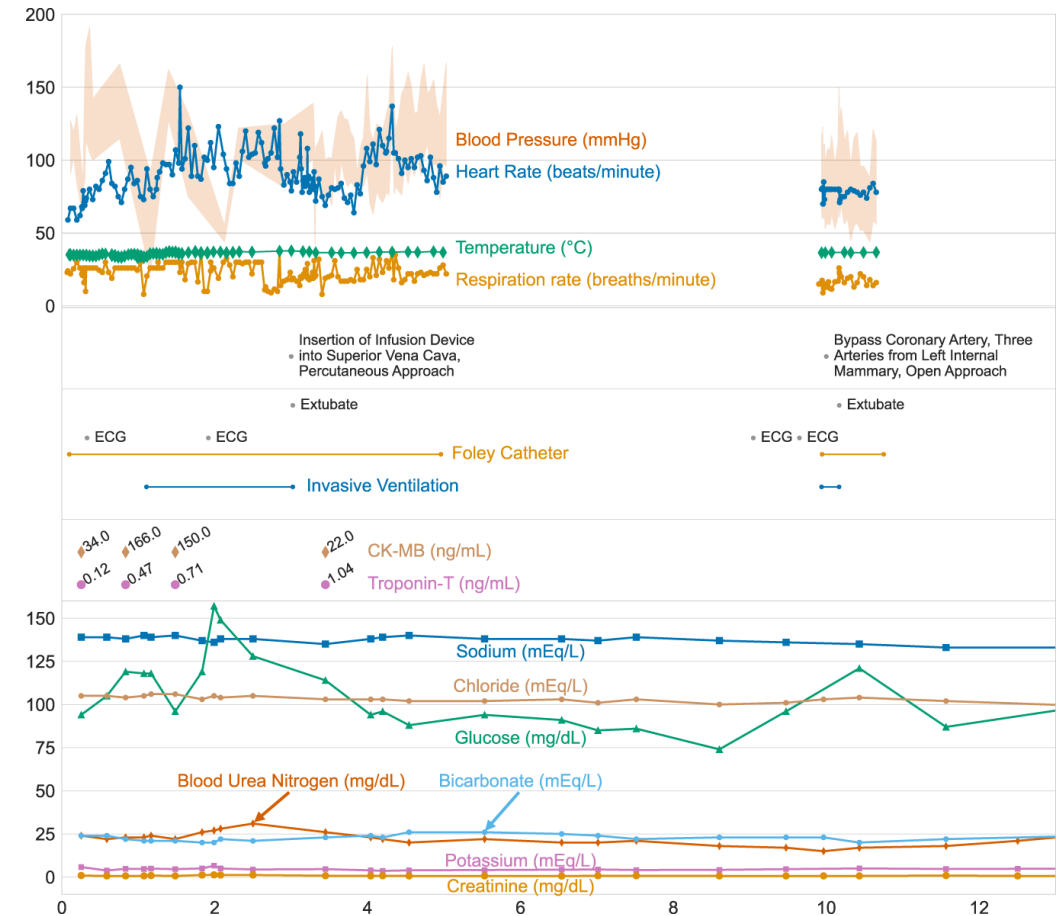 200
150
100
50
0
Blood Pressure (mmHg)
Heart Rate (beats/minute)
Temperature (°C)
Respiration rate (breaths/minute)
Insertion of Infusion Device
into Superior Vena Cava,
Percutaneous Approach
Bypass Coronary Artery, Three
Arteries from Left Internal
Mammary, Open Approach
Extubate
Extubate
ECG
ECG
ECG
ECG
Foley Catheter
Invasive Ventilation
34.0
166.0
150.0
22.0
CK-MB (ng/mL)
0.12
0.47
0.71
1.04
Troponin-T (ng/mL)
150
125
100
75
50
25
0
Sodium (mEq/L)
Chloride (mEq/L)
Glucose (mg/dL)
Blood Urea Nitrogen (mg/dL)
Bicarbonate (mEq/L)
Potassium (mEq/L)
Creatinine (mg/dL)
0
2
4
6
8
10
12